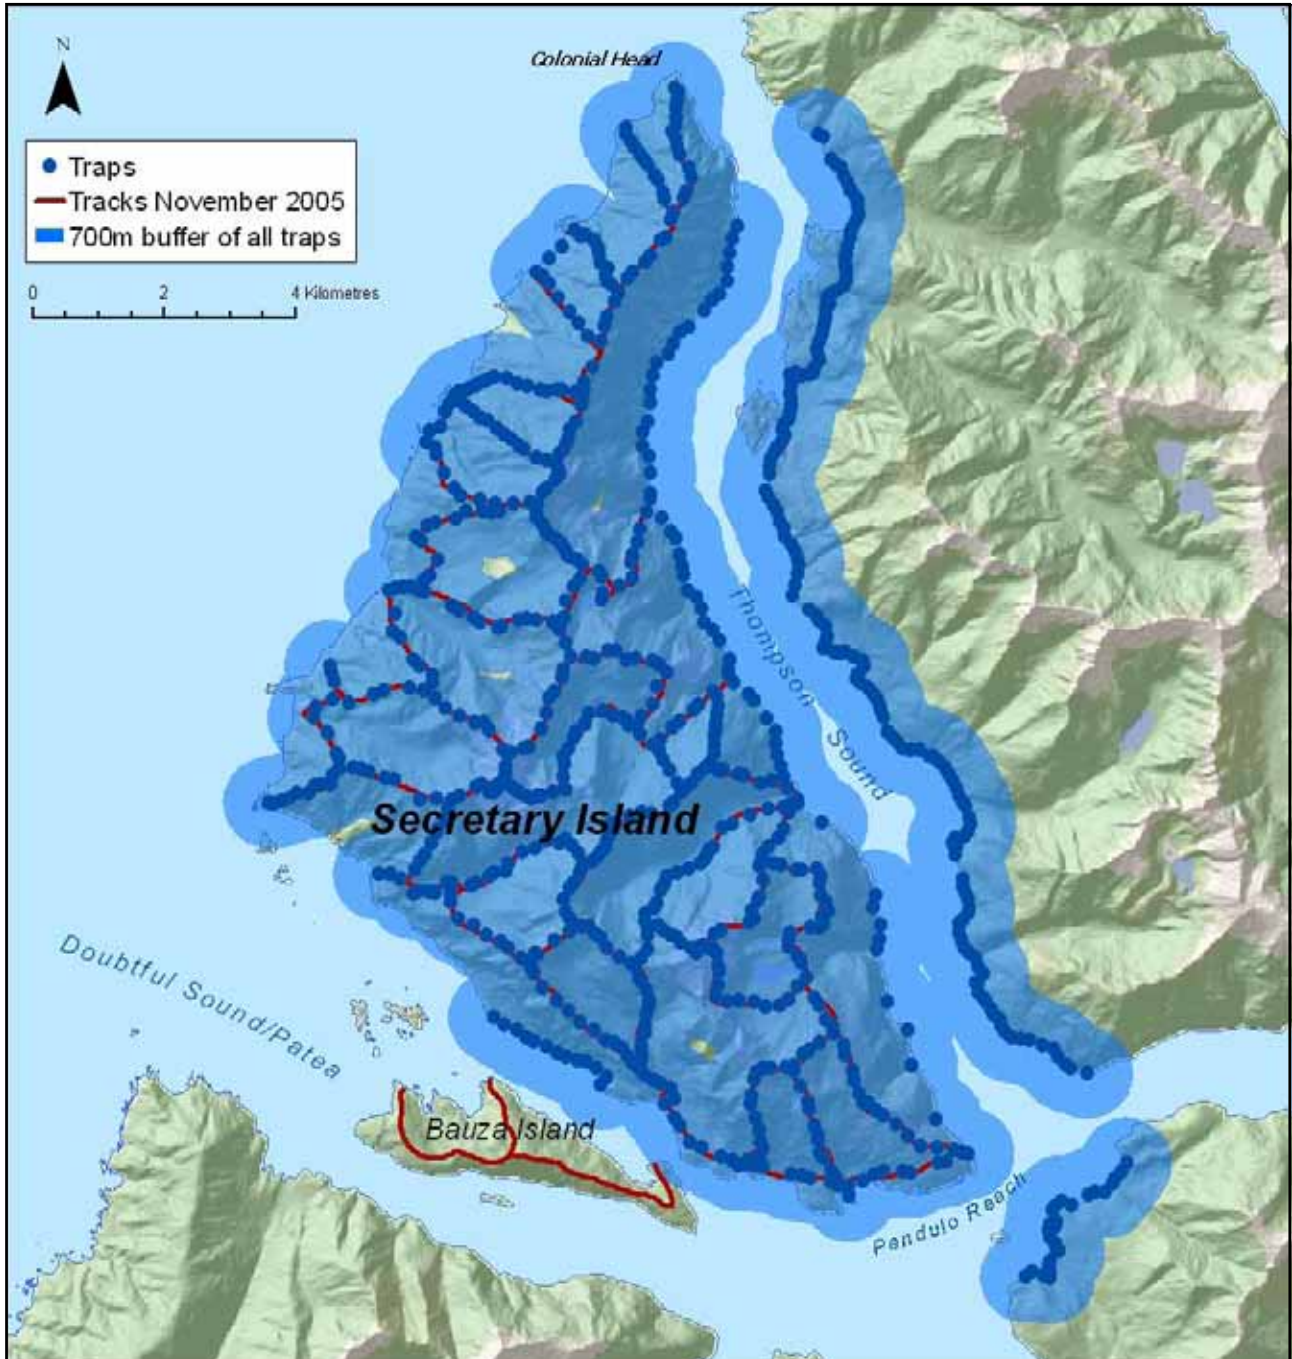 Colonial Head
N
Traps
Tracks November 2005
700m buffer of all traps
0 2 4 Kilometres
Thompson Sound
Secretary Island
Doubtful Sound/Patea
Bauza Island
Pendulo Reach